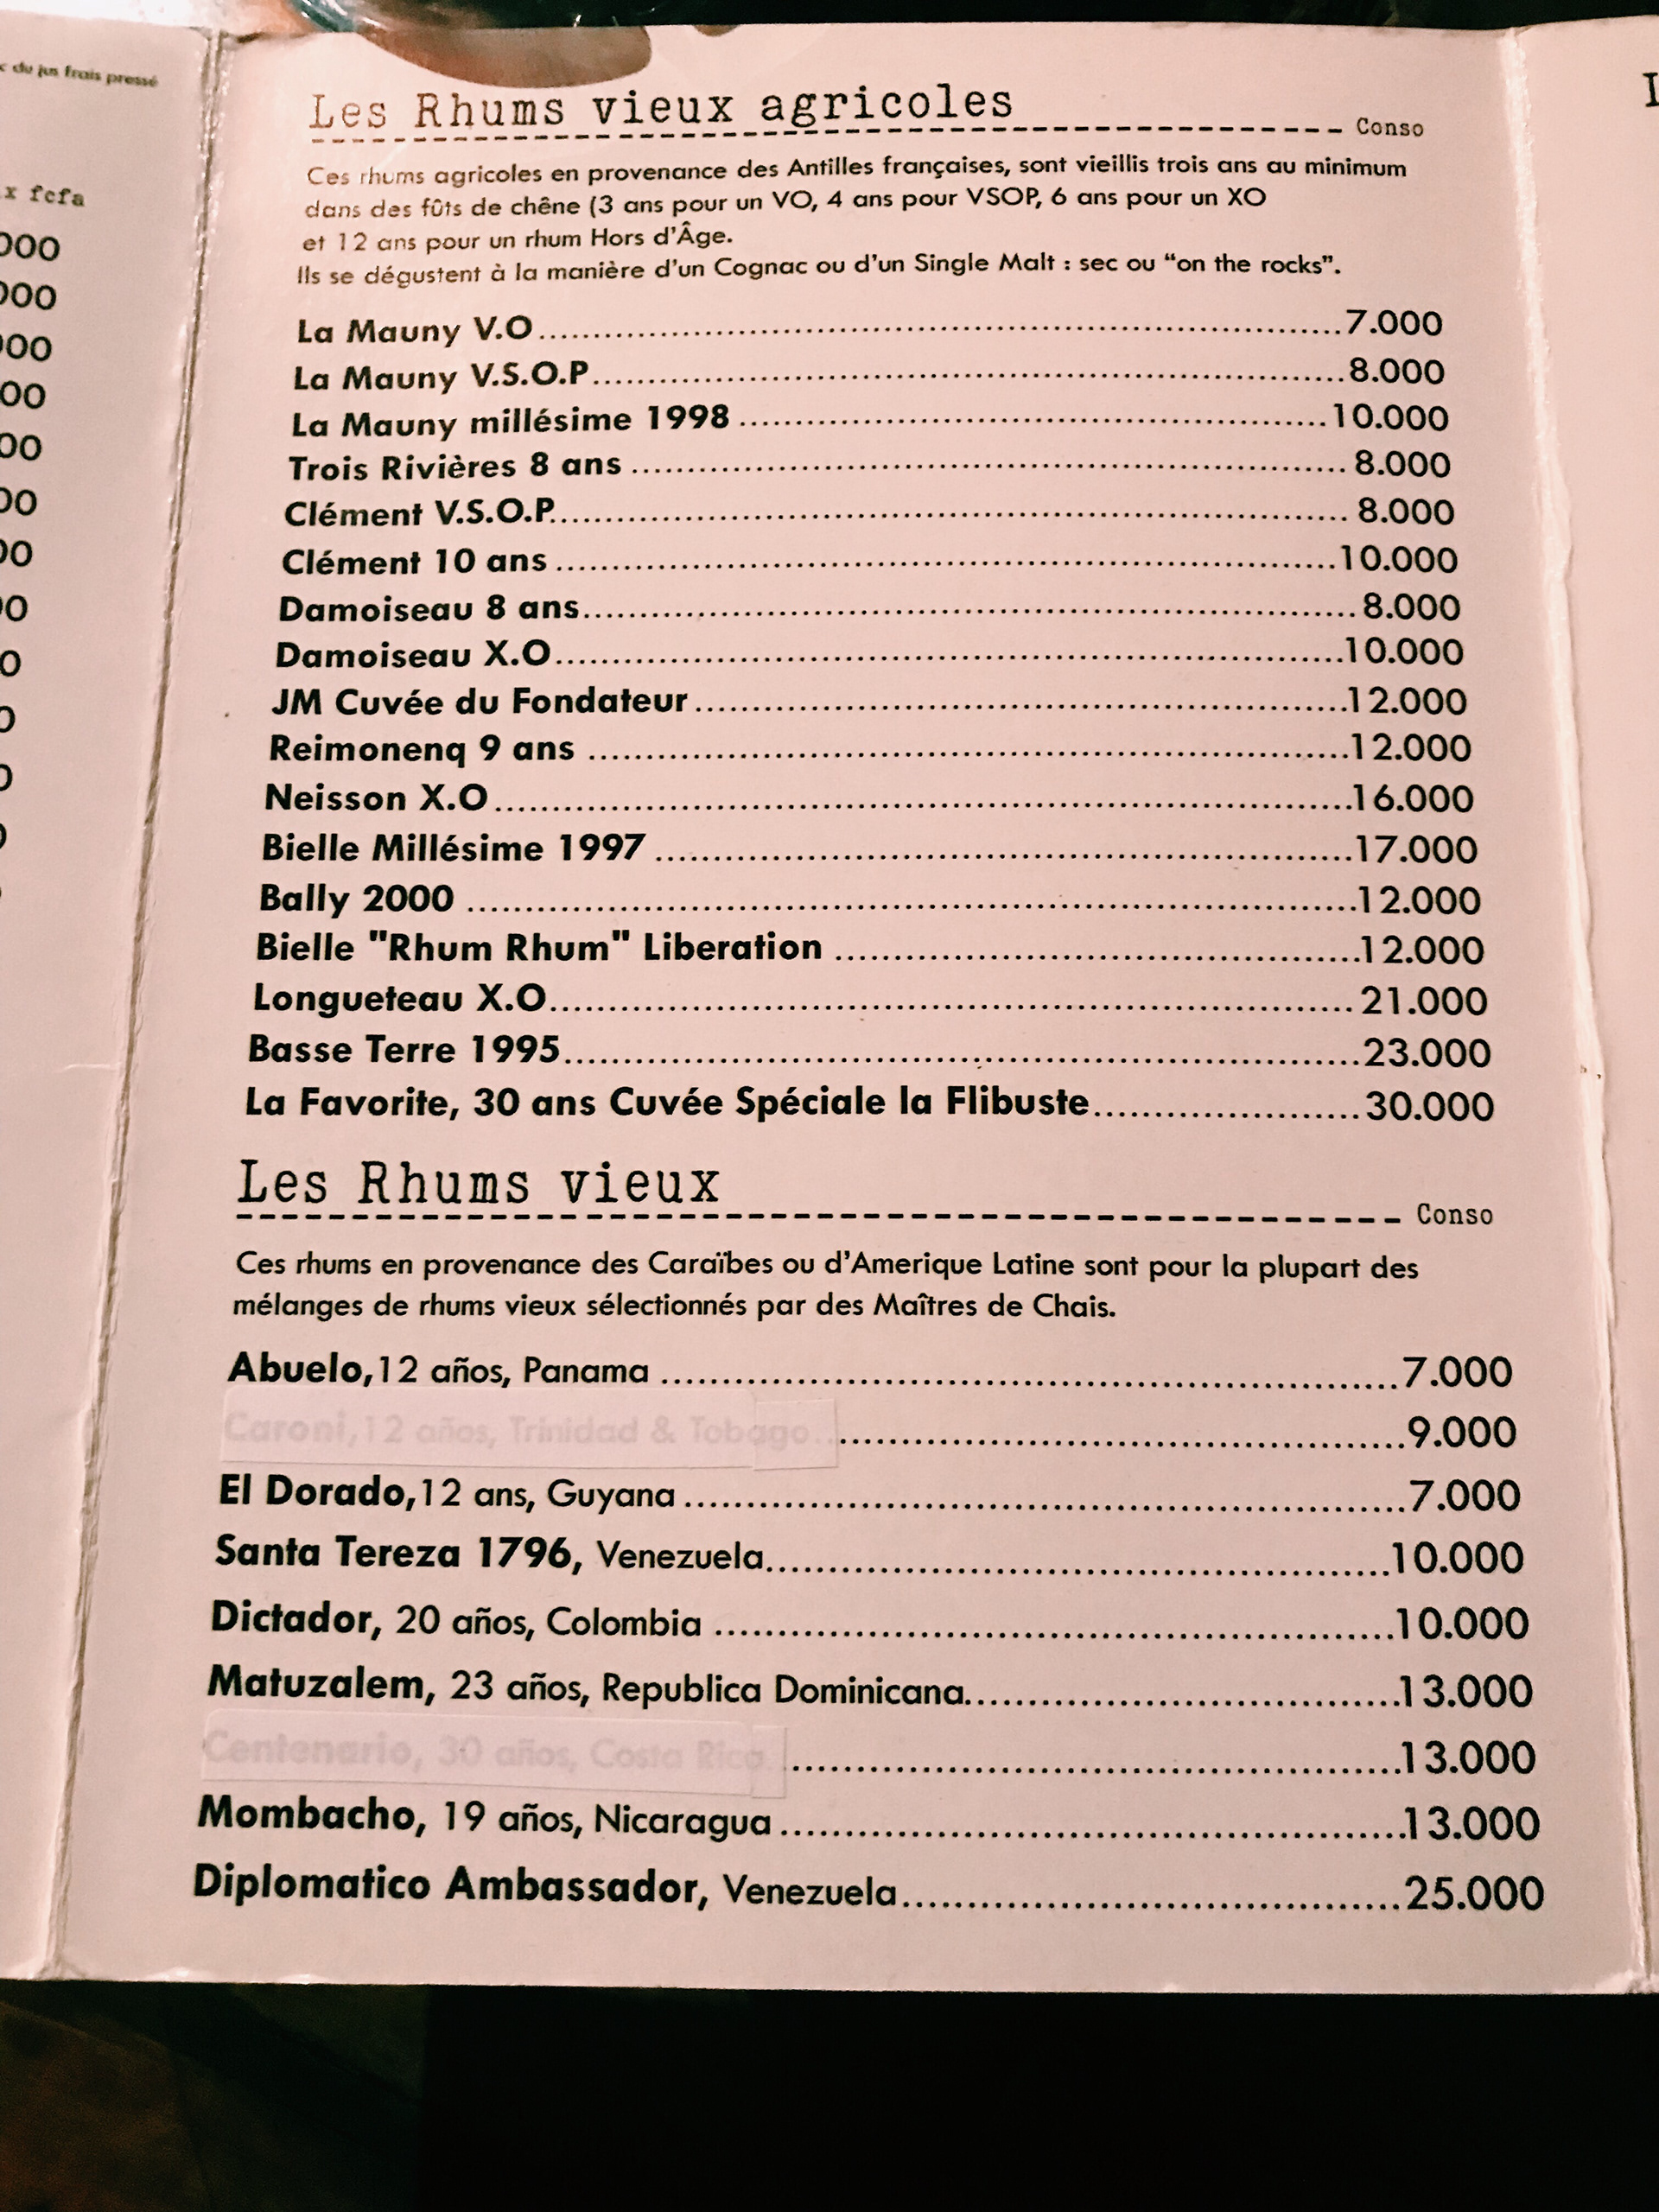 c du jus frais pressé
x fcfa
Les Rhums vieux agricoles
Conso
Ces rhums agricoles en provenance des Antilles françaises, sont vieillis trois ans au minimum
dans des fûts de chêne (3 ans pour un VO, 4 ans pour VSOP, 6 ans pour un XO
et 12 ans pour un rhum Hors d'Âge.
Ils se dégustent à la manière d'un Cognac ou d'un Single Malt : sec ou “on the rocks”.
La Mauny V.O ........ 7.000
La Mauny V.S.O.P ........ 8.000
La Mauny millésime 1998 ........ 10.000
Trois Rivières 8 ans ........ 8.000
Clément V.S.O.P ........ 8.000
Clément 10 ans ........ 10.000
Damoiseau 8 ans ........ 8.000
Damoiseau X.O ........ 10.000
JM Cuvée du Fondateur ........ 12.000
Reimonenq 9 ans ........ 12.000
Neisson X.O ........ 16.000
Bielle Millésime 1997 ........ 17.000
Bally 2000 ........ 12.000
Bielle "Rhum Rhum" Liberation ........ 12.000
Longueteau X.O ........ 21.000
Basse Terre 1995 ........ 23.000
La Favorite, 30 ans Cuvée Spéciale la Flibuste ........ 30.000
Les Rhums vieux
Conso
Ces rhums en provenance des Caraïbes ou d'Amerique Latine sont pour la plupart des
mélanges de rhums vieux sélectionnés par des Maîtres de Chais.
Abuelo,12 años, Panama ........ 7.000
Caroni,12 años, Trinidad & Tobago ........ 9.000
El Dorado,12 ans, Guyana ........ 7.000
Santa Tereza 1796, Venezuela ........ 10.000
Dictador, 20 años, Colombia ........ 10.000
Matuzalem, 23 años, Republica Dominicana ........ 13.000
Centenario, 30 años, Costa Rica ........ 13.000
Mombacho, 19 años, Nicaragua ........ 13.000
Diplomatico Ambassador, Venezuela ........ 25.000